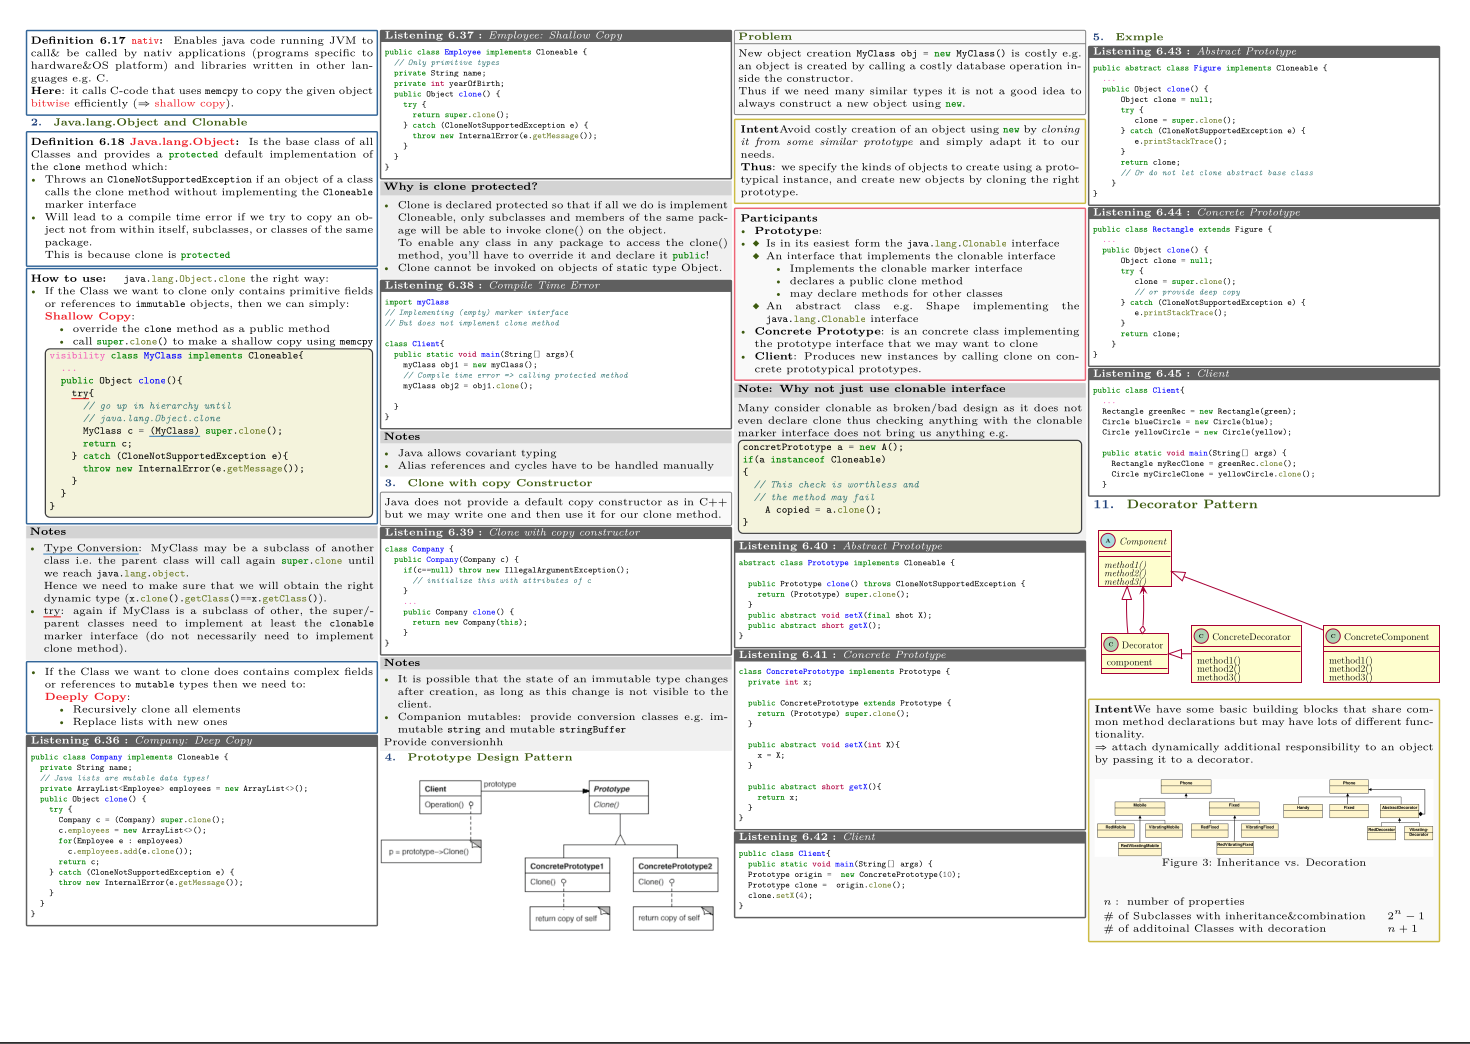 Definition 6.17 nativ: Enables java code running JVM to
call& be called by nativ applications (programs specific to
hardware&OS platform) and libraries written in other lan-
guages e.g. C.
Here: it calls C-code that uses memcpy to copy the given object
bitwise efficiently (⇒ shallow copy).
2. Java.lang.Object and Clonable
Definition 6.18 Java.lang.Object: Is the base class of all
Classes and provides a protected default implementation of
the clone method which:
• Throws an CloneNotSupportedException if an object of a class
calls the clone method without implementing the Cloneable
marker interface
• Will lead to a compile time error if we try to copy an ob-
ject not from within itself, subclasses, or classes of the same
package.
This is because clone is protected
How to use: java.lang.Object.clone the right way:
• If the Class we want to clone only contains primitive fields
or references to immutable objects, then we can simply:
Shallow Copy:
• override the clone method as a public method
• call super.clone() to make a shallow copy using memcpy
visibility class MyClass implements Cloneable{
...
public Object clone(){
try{
// go up in hierarchy until
// java.lang.Object.clone
MyClass c = (MyClass) super.clone();
return c;
} catch (CloneNotSupportedException e){
throw new InternalError(e.getMessage());
}
}
}
Notes
• Type Conversion: MyClass may be a subclass of another
class i.e. the parent class will call again super.clone until
we reach java.lang.object.
Hence we need to make sure that we will obtain the right
dynamic type (x.clone().getClass()==x.getClass()).
• try: again if MyClass is a subclass of other, the super/-
parent classes need to implement at least the clonable
marker interface (do not necessarily need to implement
clone method).
• If the Class we want to clone does contains complex fields
or references to mutable types then we need to:
Deeply Copy:
• Recursively clone all elements
• Replace lists with new ones
Listening 6.36 : Company: Deep Copy
public class Company implements Cloneable {
private String name;
// Java lists are mutable data types!
private ArrayList<Employee> employees = new ArrayList<>();
public Object clone() {
try {
Company c = (Company) super.clone();
c.employees = new ArrayList<>();
for(Employee e : employees)
c.employees.add(e.clone());
return c;
} catch (CloneNotSupportedException e) {
throw new InternalError(e.getMessage());
}
}
}
Listening 6.37 : Employee: Shallow Copy
public class Employee implements Cloneable {
// Only primitive types
private String name;
private int yearOfBirth;
public Object clone() {
try {
return super.clone();
} catch (CloneNotSupportedException e) {
throw new InternalError(e.getMessage());
}
}
}
Why is clone protected?
• Clone is declared protected so that if all we do is implement
Cloneable, only subclasses and members of the same pack-
age will be able to invoke clone() on the object.
To enable any class in any package to access the clone()
method, you'll have to override it and declare it public!
• Clone cannot be invoked on objects of static type Object.
Listening 6.38 : Compile Time Error
import myClass
// Implementing (empty) marker interface
// But does not implement clone method
class Client{
public static void main(String[] args){
myClass obj1 = new myClass();
// Compile time error => calling protected method
myClass obj2 = obj1.clone();
}
}
Notes
• Java allows covariant typing
• Alias references and cycles have to be handled manually
3. Clone with copy Constructor
Java does not provide a default copy constructor as in C++
but we may write one and then use it for our clone method.
Listening 6.39 : Clone with copy constructor
class Company {
public Company(Company c) {
if(c==null) throw new IllegalArgumentException();
// initialize this with attributes of c
}
...
public Company clone() {
return new Company(this);
}
}
Notes
• It is possible that the state of an immutable type changes
after creation, as long as this change is not visible to the
client.
• Companion mutables: provide conversion classes e.g. im-
mutable string and mutable stringBuffer
Provide conversionhh
4. Prototype Design Pattern
Client
Operation()
prototype
Prototype
Clone()
p = prototype->Clone()
ConcretePrototype1
Clone()
ConcretePrototype2
Clone()
return copy of self
return copy of self
Problem
New object creation MyClass obj = new MyClass() is costly e.g.
an object is created by calling a costly database operation in-
side the constructor.
Thus if we need many similar types it is not a good idea to
always construct a new object using new.
IntentAvoid costly creation of an object using new by cloning
it from some similar prototype and simply adapt it to our
needs.
Thus: we specify the kinds of objects to create using a proto-
typical instance, and create new objects by cloning the right
prototype.
Participants
• Prototype:
• ◆ Is in its easiest form the java.lang.Clonable interface
◆ An interface that implements the clonable interface
• Implements the clonable marker interface
• declares a public clone method
• may declare methods for other classes
◆ An abstract class e.g. Shape implementing the
java.lang.Clonable interface
• Concrete Prototype: is an concrete class implementing
the prototype interface that we may want to clone
• Client: Produces new instances by calling clone on con-
crete prototypical prototypes.
Note: Why not just use clonable interface
Many consider clonable as broken/bad design as it does not
even declare clone thus checking anything with the clonable
marker interface does not bring us anything e.g.
concretPrototype a = new A();
if(a instanceof Cloneable)
{
// This check is worthless and
// the method may fail
A copied = a.clone();
}
Listening 6.40 : Abstract Prototype
abstract class Prototype implements Cloneable {
public Prototype clone() throws CloneNotSupportedException {
return (Prototype) super.clone();
}
public abstract void setX(final shot X);
public abstract short getX();
}
Listening 6.41 : Concrete Prototype
class ConcretePrototype implements Prototype {
private int x;
public ConcretePrototype extends Prototype {
return (Prototype) super.clone();
}
public abstract void setX(int X){
x = X;
}
public abstract short getX(){
return x;
}
}
Listening 6.42 : Client
public class Client{
public static void main(String[] args) {
Prototype origin = new ConcretePrototype(10);
Prototype clone = origin.clone();
clone.setX(4);
}
5. Exmple
Listening 6.43 : Abstract Prototype
public abstract class Figure implements Cloneable {
...
public Object clone() {
Object clone = null;
try {
clone = super.clone();
} catch (CloneNotSupportedException e) {
e.printStackTrace();
}
return clone;
// Or do not let clone abstract base class
}
}
Listening 6.44 : Concrete Prototype
public class Rectangle extends Figure {
...
public Object clone() {
Object clone = null;
try {
clone = super.clone();
// or provide deep copy
} catch (CloneNotSupportedException e) {
e.printStackTrace();
}
return clone;
}
}
Listening 6.45 : Client
public class Client{
...
Rectangle greenRec = new Rectangle(green);
Circle blueCircle = new Circle(blue);
Circle yellowCircle = new Circle(yellow);
public static void main(String[] args) {
Rectangle myRecClone = greenRec.clone();
Circle myCircleClone = yellowCircle.clone();
}
}
11. Decorator Pattern
A Component
method1()
method2()
method3()
C Decorator
component
C ConcreteDecorator
method1()
method2()
method3()
C ConcreteComponent
method1()
method2()
method3()
IntentWe have some basic building blocks that share com-
mon method declarations but may have lots of different func-
tionality.
⇒ attach dynamically additional responsibility to an object
by passing it to a decorator.
Phone
Mobile
Fixed
RedMobile
VibratingMobile
RedFixed
VibratingFixed
RedVibratingMobile
RedVibratingFixed
Phone
Handy
Fixed
AbstractDecorator
RedDecorator
Vibrating-
Decorator
Figure 3: Inheritance vs. Decoration
n : number of properties
# of Subclasses with inheritance&combination 2^n − 1
# of additoinal Classes with decoration n + 1